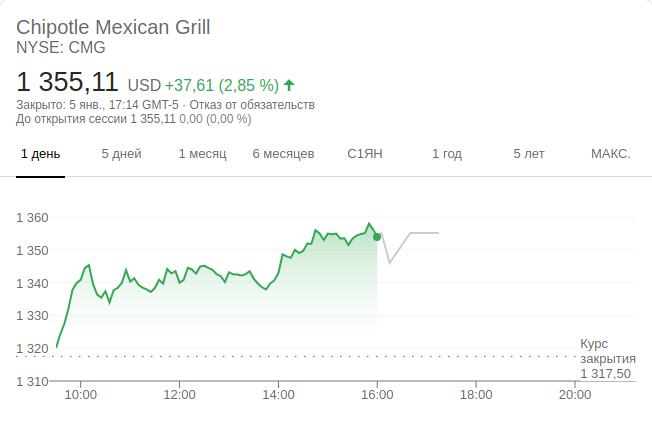 Chipotle Mexican Grill
NYSE: CMG
1 355,11 USD +37,61 (2,85 %)
Закрыто: 5 янв., 17:14 GMT-5 · Отказ от обязательств
До открытия сессии 1 355,11 0,00 (0,00 %)
1 день 5 дней 1 месяц 6 месяцев С1ЯН 1 год 5 лет МАКС.
1 360
1 350
1 340
1 330
1 320
1 310
Курс
закрытия
1 317,50
10:00 12:00 14:00 16:00 18:00 20:00